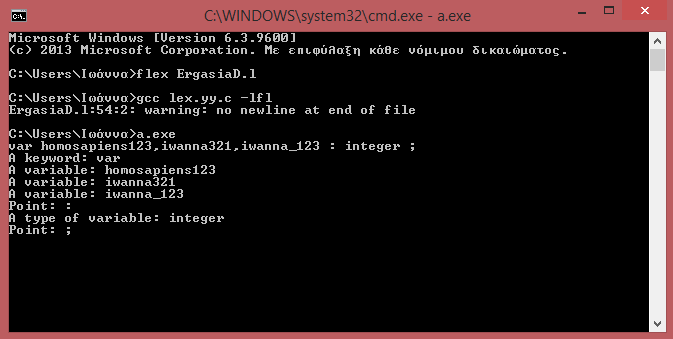 C:\WINDOWS\system32\cmd.exe - a.exe
Microsoft Windows [Version 6.3.9600]
(c) 2013 Microsoft Corporation. Με επιφύλαξη κάθε νόμιμου δικαιώματος.
C:\Users\Ιωάννα>flex ErgasiaD.l
C:\Users\Ιωάννα>gcc lex.yy.c -lfl
ErgasiaD.l:54:2: warning: no newline at end of file
C:\Users\Ιωάννα>a.exe
var homosapiens123,iwanna321,iwanna_123 : integer ;
A keyword: var
A variable: homosapiens123
A variable: iwanna321
A variable: iwanna_123
Point: :
A type of variable: integer
Point: ;